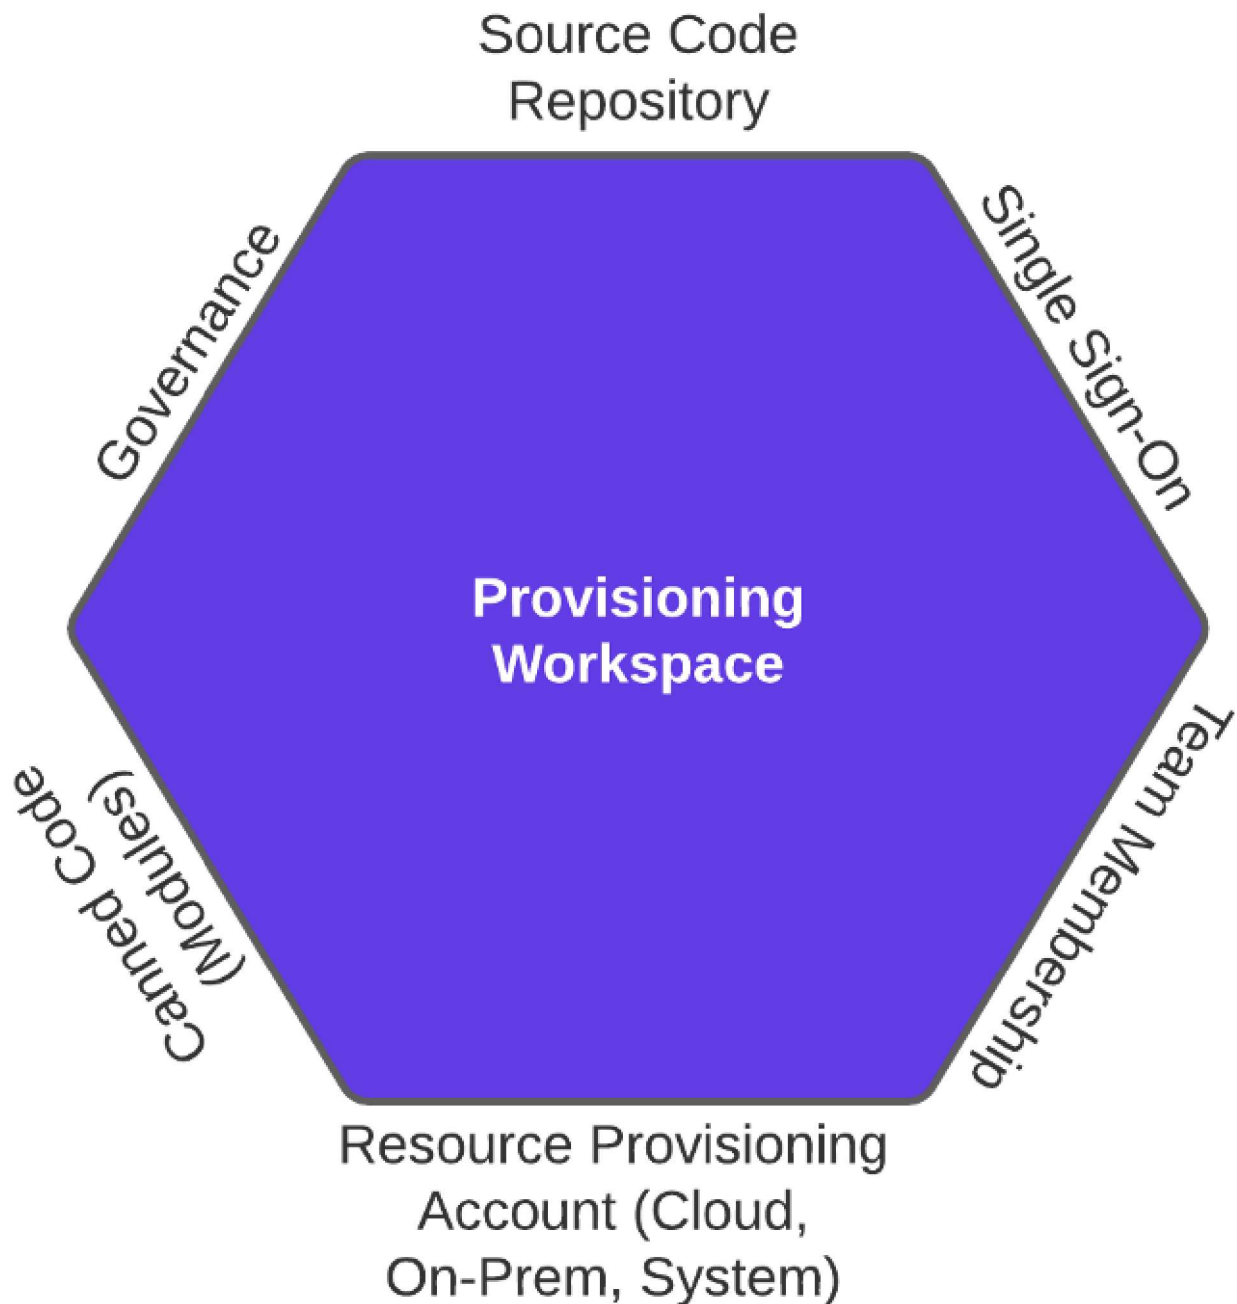 Source Code
Repository
Single Sign-On
Governance
Provisioning
Workspace
Team Membership
Canned Code
(Modules)
Resource Provisioning
Account (Cloud,
On-Prem, System)